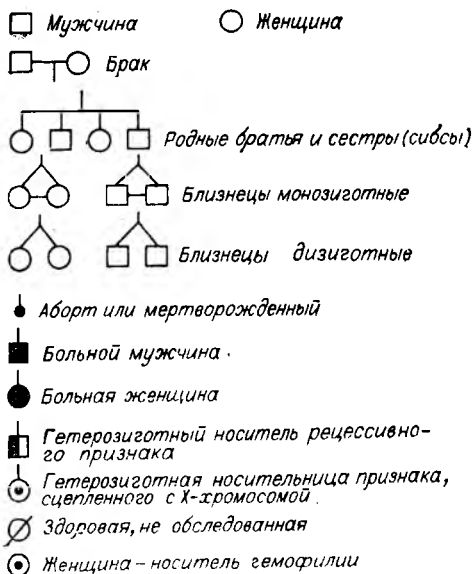 Мужчина Женщина
Брак
Родные братья и сестры (сибсы)
Близнецы монозиготные
Близнецы дизиготные
Аборт или мертворожденный
Больной мужчина.
Больная женщина
Гетерозиготный носитель рецессивно-
го признака
Гетерозиготная носительница признака,
сцепленного с X-хромосомой.
Здоровая, не обследованная
Женщина – носитель гемофилии